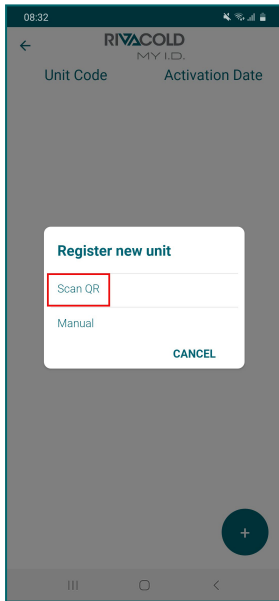 08:32
RIVACOLD
MY I.D.
Unit Code Activation Date
Register new unit
Scan QR
Manual
CANCEL
+